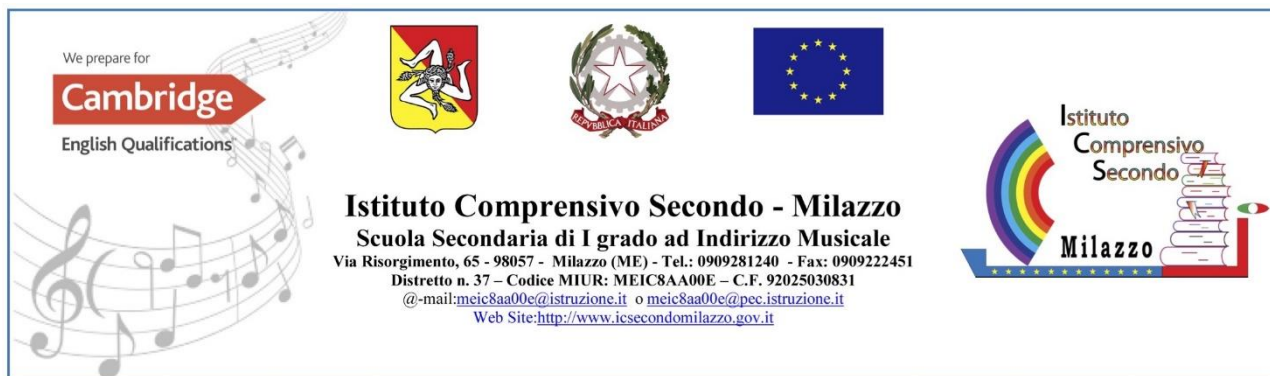 We prepare for
Cambridge
English Qualifications
REPVBBLICA ITALIANA
Istituto Comprensivo Secondo - Milazzo
Scuola Secondaria di I grado ad Indirizzo Musicale
Via Risorgimento, 65 - 98057 - Milazzo (ME) - Tel.: 0909281240 - Fax: 0909222451
Distretto n. 37 – Codice MIUR: MEIC8AA00E – C.F. 92025030831
@-mail:meic8aa00e@istruzione.it o meic8aa00e@pec.istruzione.it
Web Site:http://www.icsecondomilazzo.gov.it
Istituto
Comprensivo
Secondo
Milazzo